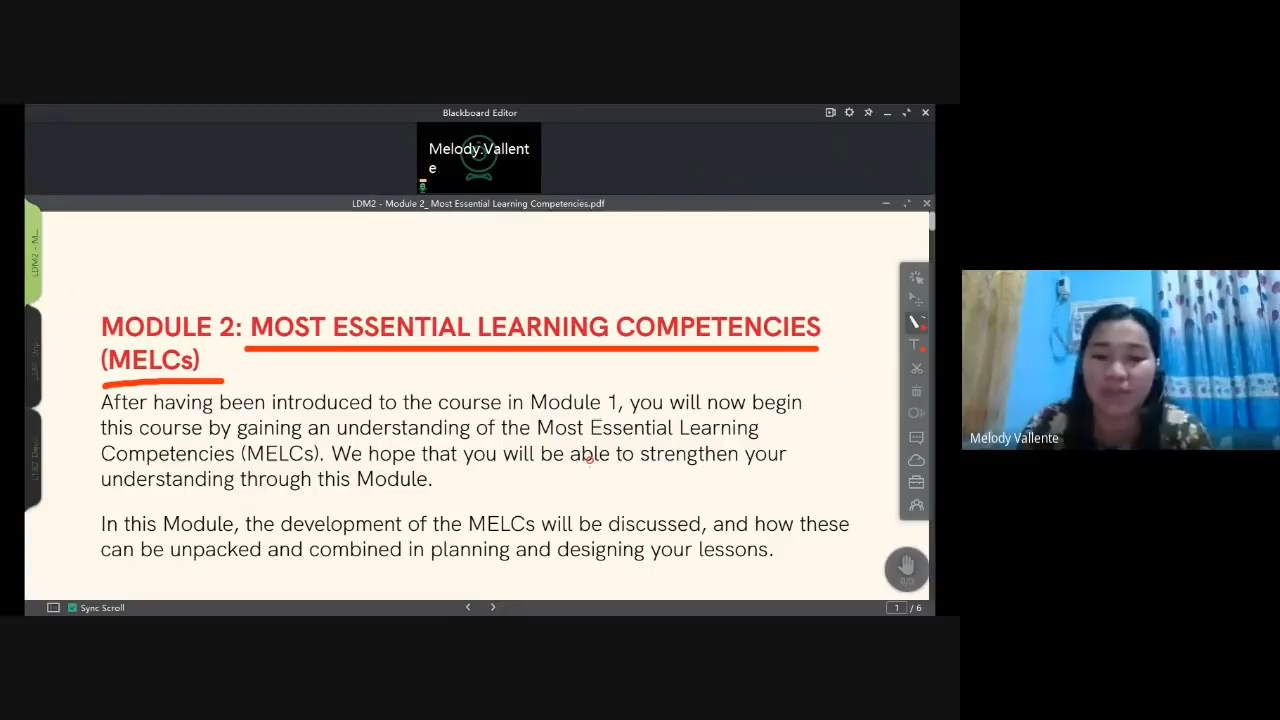 Blackboard Editor
Melody.Vallent
e
LDM2 - Module 2_ Most Essential Learning Competencies.pdf
LDM2 - M...
MODULE 2: MOST ESSENTIAL LEARNING COMPETENCIES
(MELCs)
After having been introduced to the course in Module 1, you will now begin
this course by gaining an understanding of the Most Essential Learning
Competencies (MELCs). We hope that you will be able to strengthen your
understanding through this Module.
In this Module, the development of the MELCs will be discussed, and how these
can be unpacked and combined in planning and designing your lessons.
0/0
Sync Scroll
1 / 6
Melody Vallente